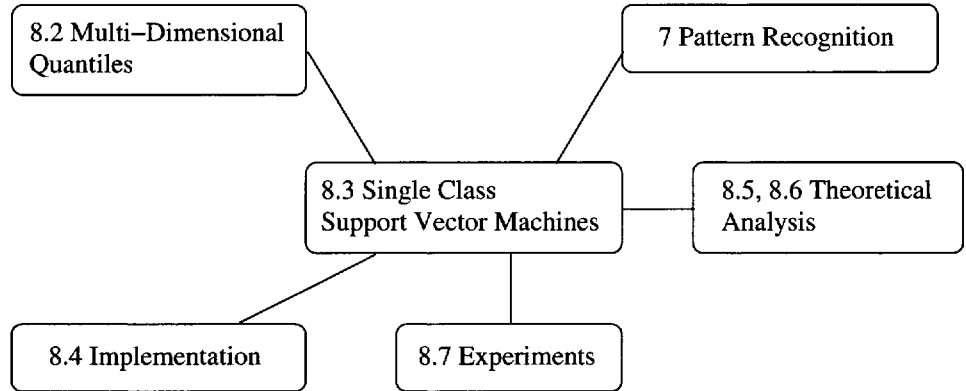 8.2 Multi−Dimensional
Quantiles
7 Pattern Recognition
8.3 Single Class
Support Vector Machines
8.5, 8.6 Theoretical
Analysis
8.4 Implementation
8.7 Experiments